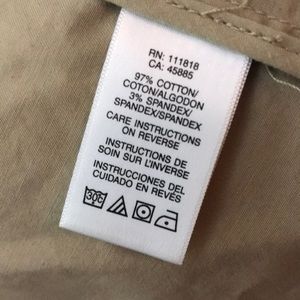 RN: 111818
CA: 45885
97% COTTON/
COTON/ALGODON
3% SPANDEX/
SPANDEX/SPANDEX
CARE INSTRUCTIONS
ON REVERSE
INSTRUCTIONS DE
SOIN SUR L'INVERSE
INSTRUCCIONES DEL
CUIDADO EN REVÉS